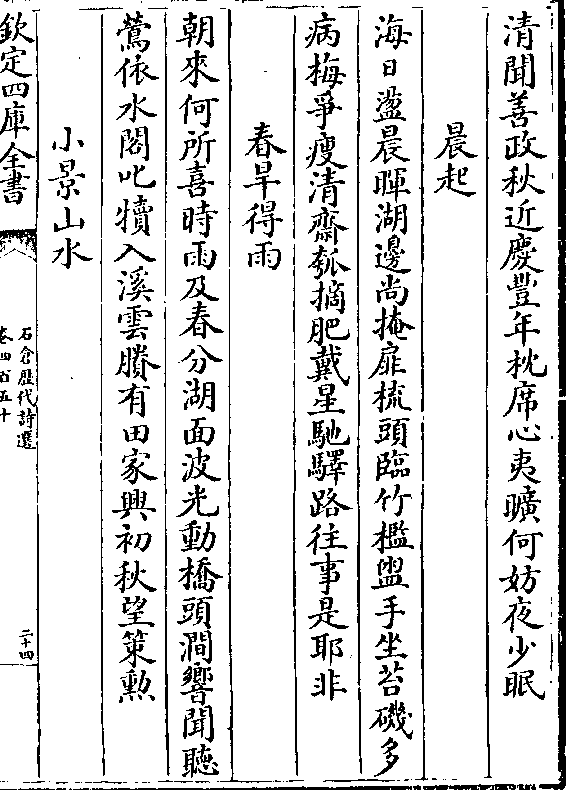 清聞善政秋近慶豐年枕席心夷曠何妨夜少眠
晨起
海日盪晨暉湖邊尚掩扉梳頭臨竹檻盥手坐苔磯多
病梅爭瘦清齋瓠摘肥戴星馳驛路往事是耶非
春旱得雨
朝來何所喜時雨及春分湖面波光動橋頭澗響聞聽
鶯依水閣叱犢入溪雲賸有田家興初秋望策勲
小景山水
欽定四庫全書
石倉歷代詩選
卷四百五十
二十四